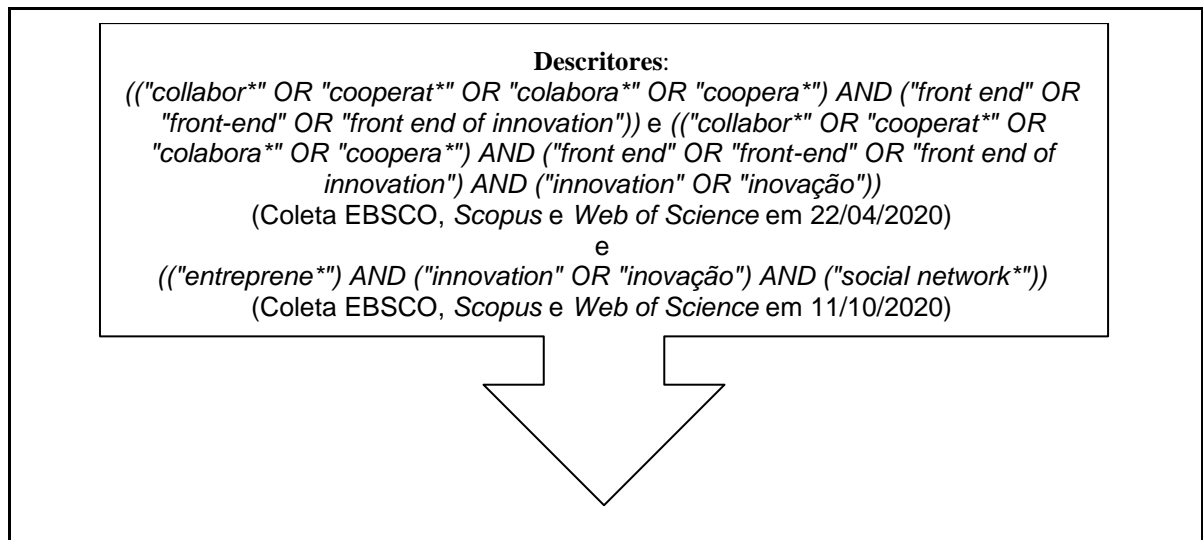 Descritores:
(("collabor*" OR "cooperat*" OR "colabora*" OR "coopera*") AND ("front end" OR
"front-end" OR "front end of innovation")) e (("collabor*" OR "cooperat*" OR
"colabora*" OR "coopera*") AND ("front end" OR "front-end" OR "front end of
innovation") AND ("innovation" OR "inovação"))
(Coleta EBSCO, Scopus e Web of Science em 22/04/2020)
e
(("entreprene*") AND ("innovation" OR "inovação") AND ("social network*"))
(Coleta EBSCO, Scopus e Web of Science em 11/10/2020)